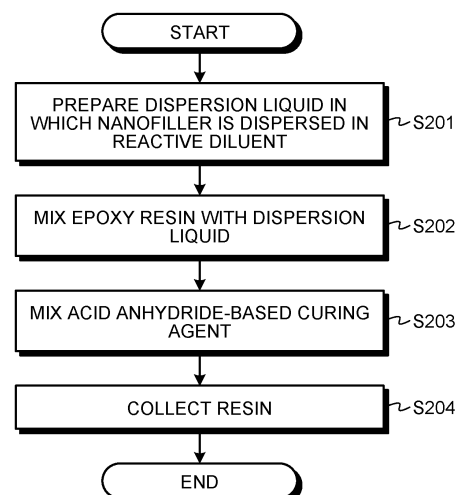 START
PREPARE DISPERSION LIQUID IN
WHICH NANOFILLER IS DISPERSED IN
REACTIVE DILUENT
S201
MIX EPOXY RESIN WITH DISPERSION
LIQUID
S202
MIX ACID ANHYDRIDE-BASED CURING
AGENT
S203
COLLECT RESIN
S204
END